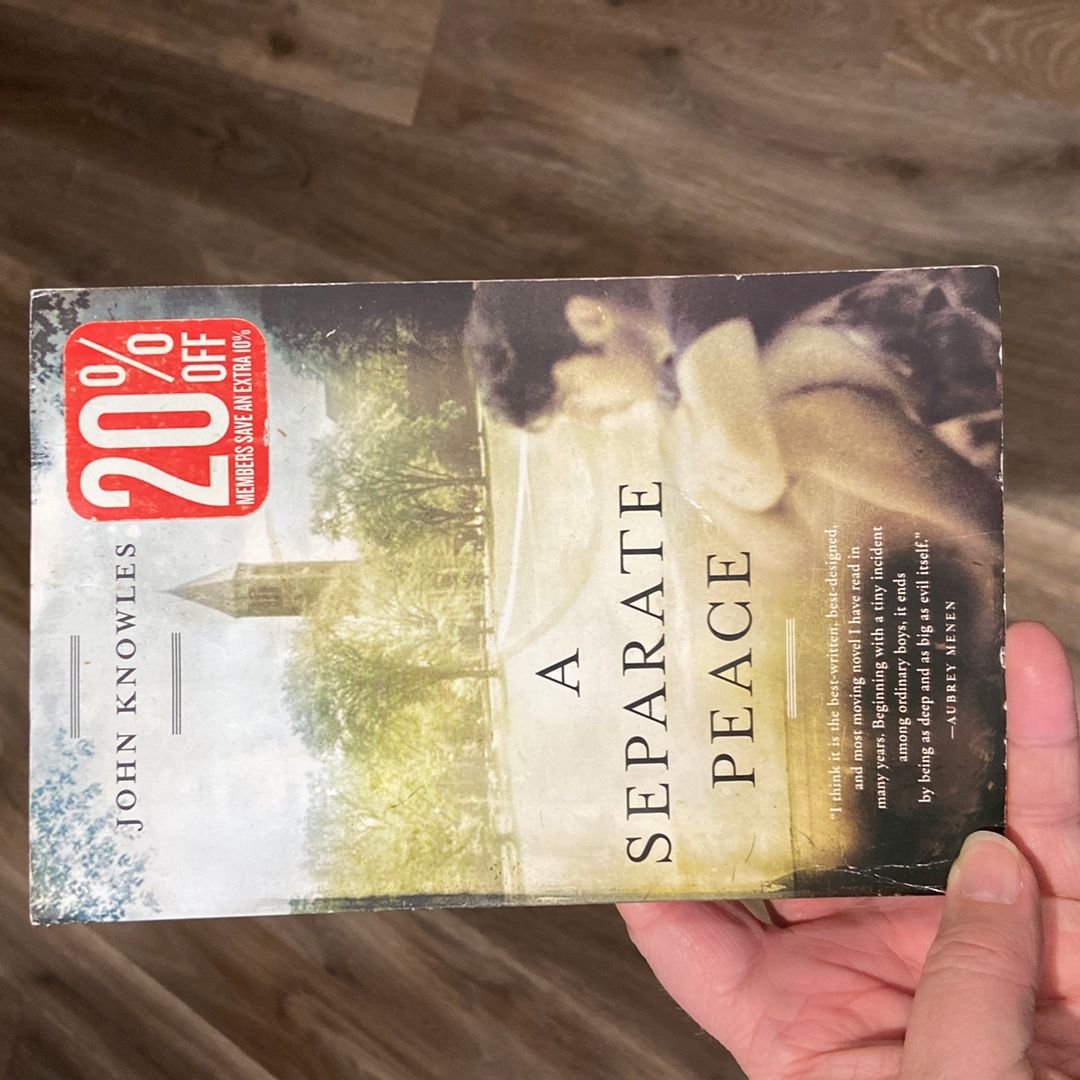 JOHN KNOWLES
20%
OFF
MEMBERS SAVE AN EXTRA 10%
A
SEPARATE
PEACE
"I think it is the best-written, best-designed,
and most moving novel I have read in
many years. Beginning with a tiny incident
among ordinary boys, it ends
by being as deep and as big as evil itself."
—AUBREY MENEN